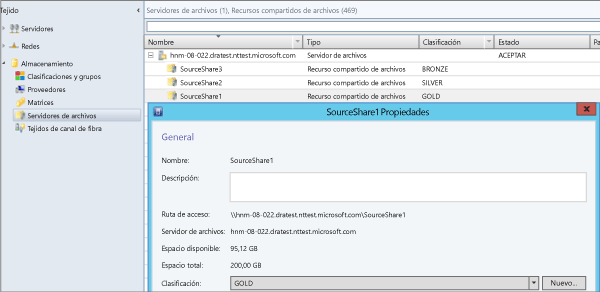 Tejido
Servidores de archivos (1), Recursos compartidos de archivos (469)
Servidores
Redes
Almacenamiento
Clasificaciones y grupos
Proveedores
Matrices
Servidores de archivos
Tejidos de canal de fibra
Nombre Tipo Clasificación Estado Pa
hnm-08-022.dratest.nttest.microsoft.com Servidor de archivos ACEPTAR
SourceShare3 Recurso compartido de archivos BRONZE
SourceShare2 Recurso compartido de archivos SILVER
SourceShare1 Recurso compartido de archivos GOLD
SourceShare1 Propiedades
General
Nombre: SourceShare1
Descripción:
Ruta de acceso: \\hnm-08-022.dratest.nttest.microsoft.com\SourceShare1
Servidor de archivos: hnm-08-022.dratest.nttest.microsoft.com
Espacio disponible: 95,12 GB
Espacio total: 200,00 GB
Clasificación: GOLD Nuevo...